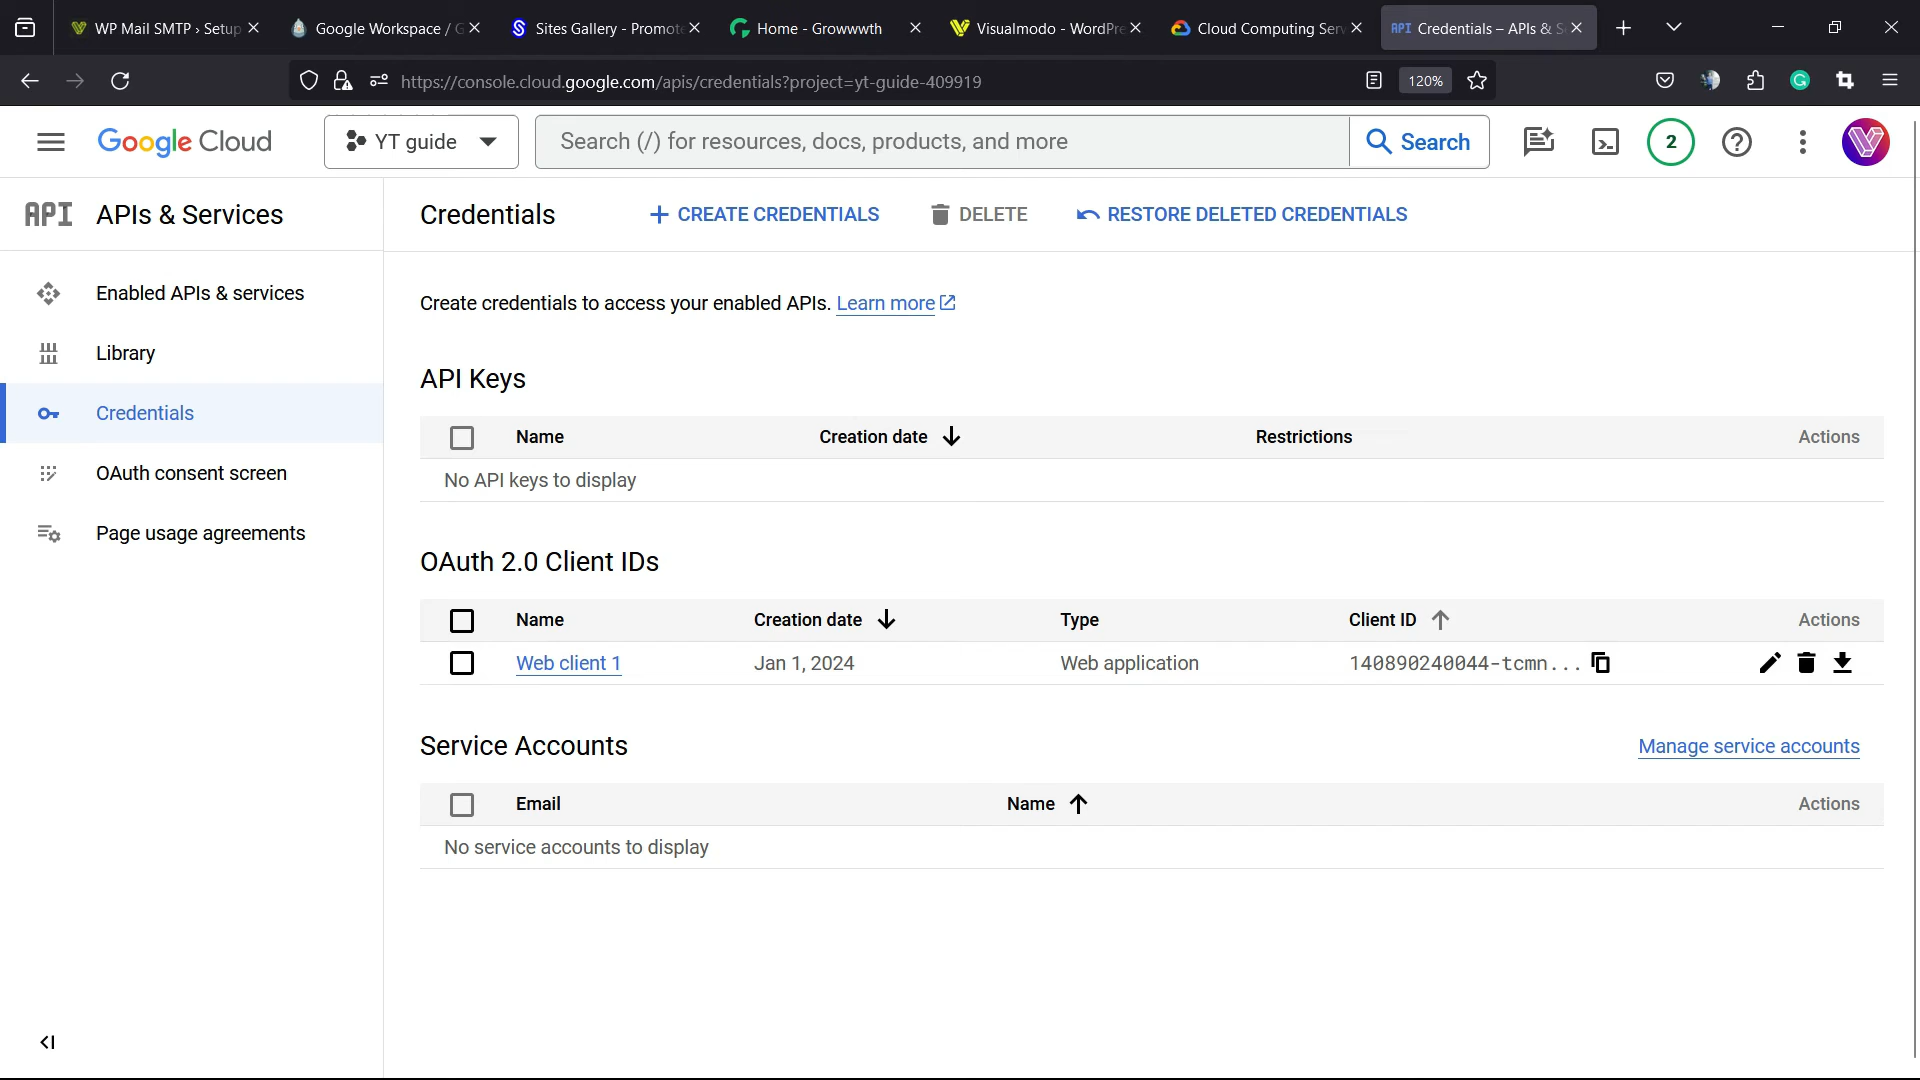 WP Mail SMTP › Setup
Google Workspace / G
Sites Gallery - Promote
Home - Growwwth
Visualmodo - WordPre
Cloud Computing Serv
API Credentials – APIs & S
https://console.cloud.google.com/apis/credentials?project=yt-guide-409919
120%
Google Cloud
YT guide
Search (/) for resources, docs, products, and more
Search
2
API APIs & Services
Credentials
CREATE CREDENTIALS
DELETE
RESTORE DELETED CREDENTIALS
Enabled APIs & services
Library
Credentials
OAuth consent screen
Page usage agreements
Create credentials to access your enabled APIs. Learn more
API Keys
Name Creation date Restrictions Actions
No API keys to display
OAuth 2.0 Client IDs
Name Creation date Type Client ID Actions
Web client 1 Jan 1, 2024 Web application 140890240044-tcmn...
Service Accounts
Manage service accounts
Email Name Actions
No service accounts to display